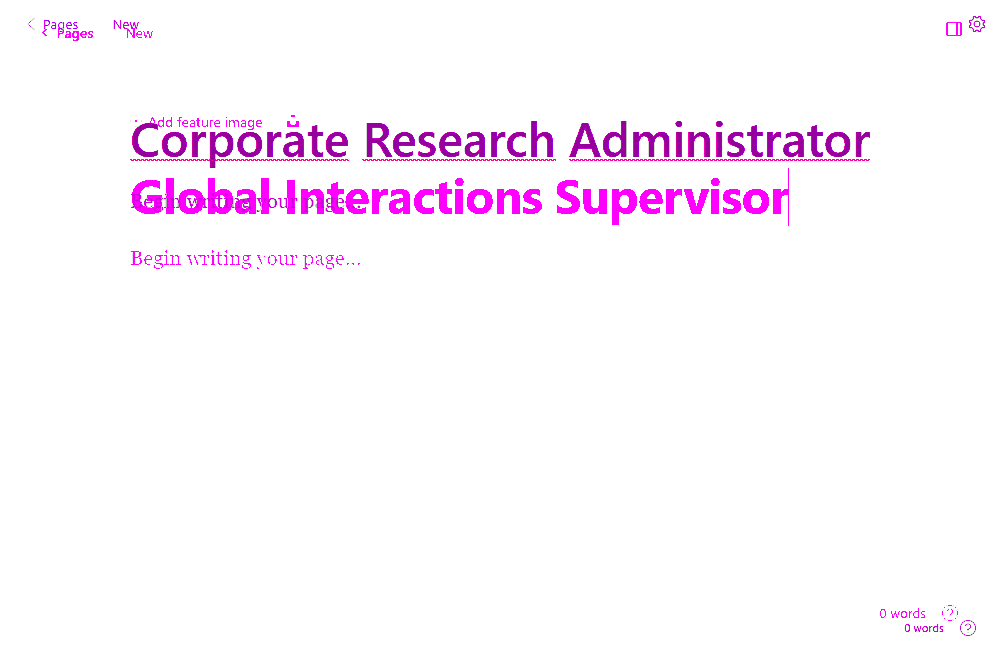 Pages New
Pages New
Add feature image
Corporate Research Administrator
Global Interactions Supervisor
Begin writing your page...
Begin writing your page...
0 words
0 words